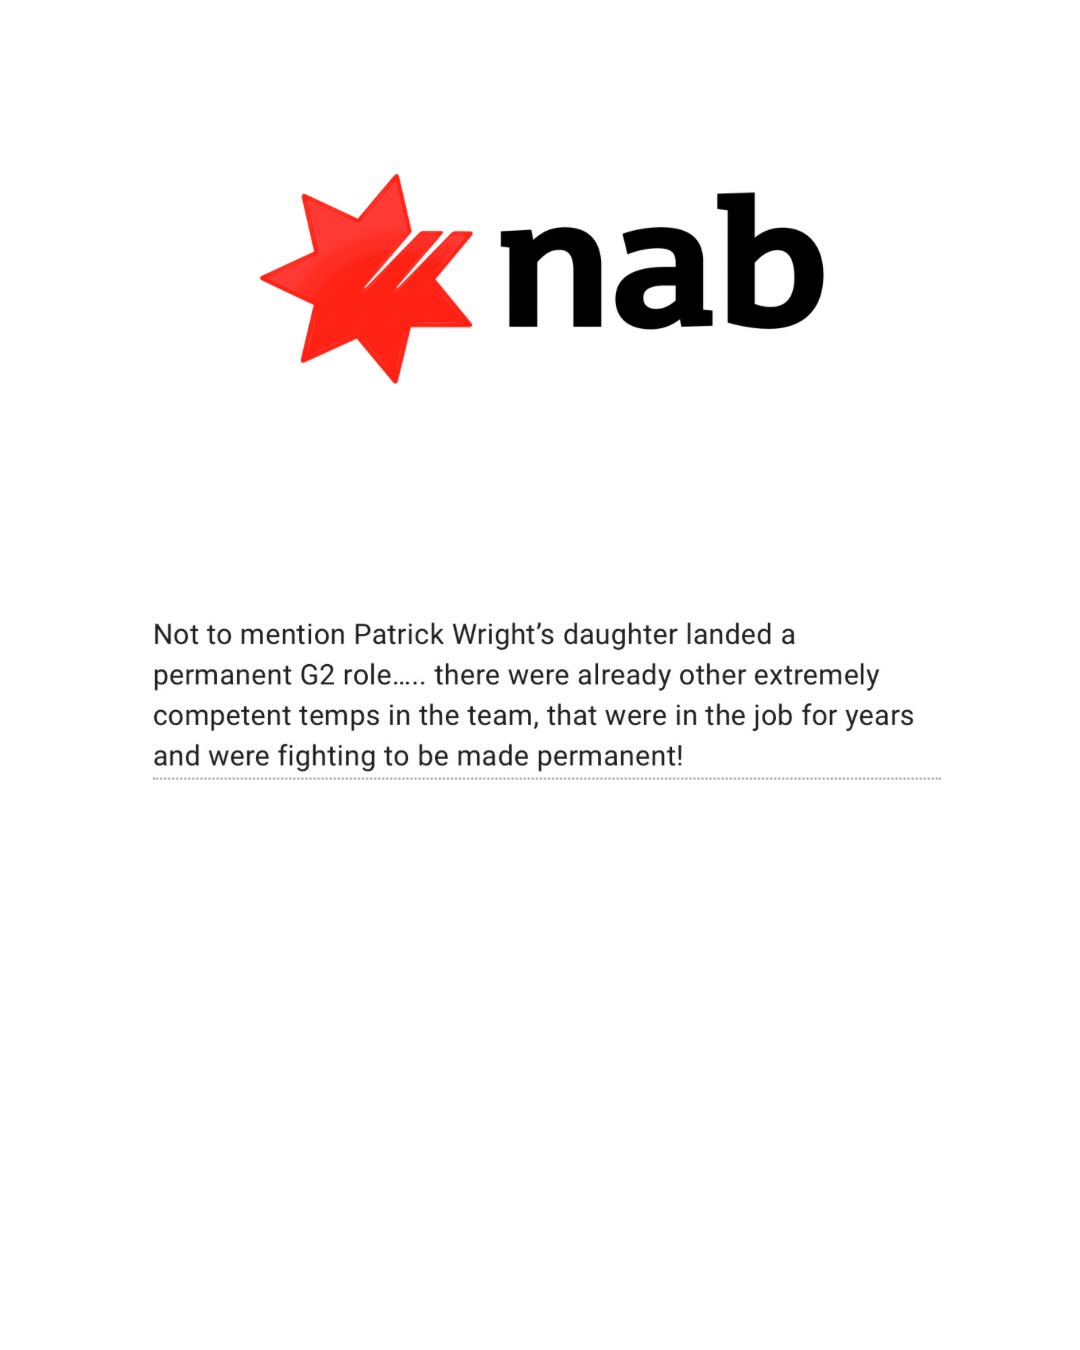 nab
Not to mention Patrick Wright’s daughter landed a
permanent G2 role….. there were already other extremely
competent temps in the team, that were in the job for years
and were fighting to be made permanent!